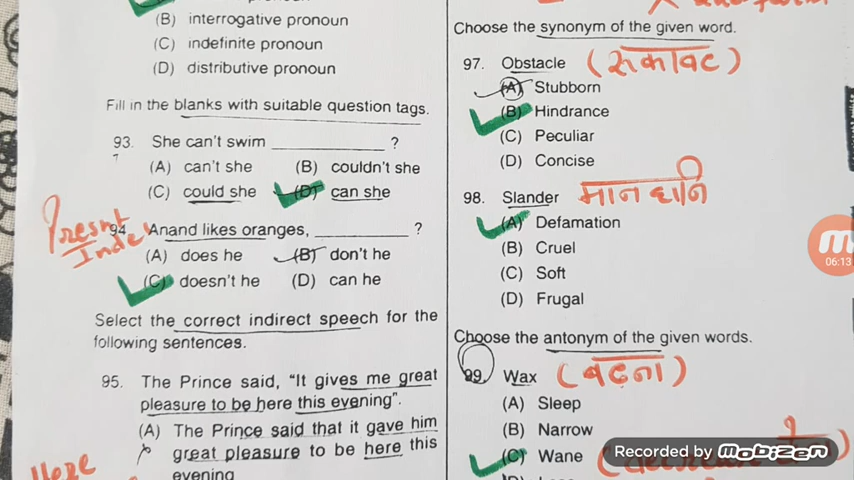 pronoun
(B) interrogative pronoun
(C) indefinite pronoun
(D) distributive pronoun
Fill in the blanks with suitable question tags.
93. She can't swim ____________ ?
(A) can't she (B) couldn't she
(C) could she (D) can she
Present
Inde
94. Anand likes oranges, __________ ?
(A) does he (B) don't he
(C) doesn't he (D) can he
Select the correct indirect speech for the
following sentences.
95. The Prince said, "It gives me great
pleasure to be here this evening".
(A) The Prince said that it gave him
great pleasure to be here this
evening
Here
Choose the synonym of the given word.
97. Obstacle (रुकावट)
(A) Stubborn
(B) Hindrance
(C) Peculiar
(D) Concise
98. Slander मानहानि
(A) Defamation
(B) Cruel
(C) Soft
(D) Frugal
Choose the antonym of the given words.
99. Wax (बढ़ना)
(A) Sleep
(B) Narrow
(C) Wane
06:13
Recorded by mobizen